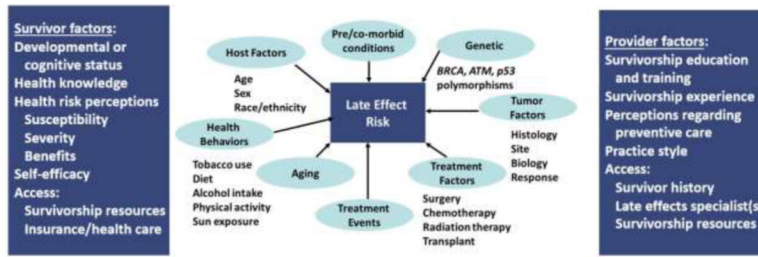 Survivor factors:
Developmental or
cognitive status
Health knowledge
Health risk perceptions
Susceptibility
Severity
Benefits
Self-efficacy
Access:
Survivorship resources
Insurance/health care
Host Factors
Age
Sex
Race/ethnicity
Pre/co-morbid
conditions
Genetic
BRCA, ATM, p53
polymorphisms
Late Effect
Risk
Tumor
Factors
Histology
Site
Biology
Response
Health
Behaviors
Tobacco use
Diet
Alcohol intake
Physical activity
Sun exposure
Aging
Treatment
Events
Treatment
Factors
Surgery
Chemotherapy
Radiation therapy
Transplant
Provider factors:
Survivorship education
and training
Survivorship experience
Perceptions regarding
preventive care
Practice style
Access:
Survivor history
Late effects specialist(s
Survivorship resources